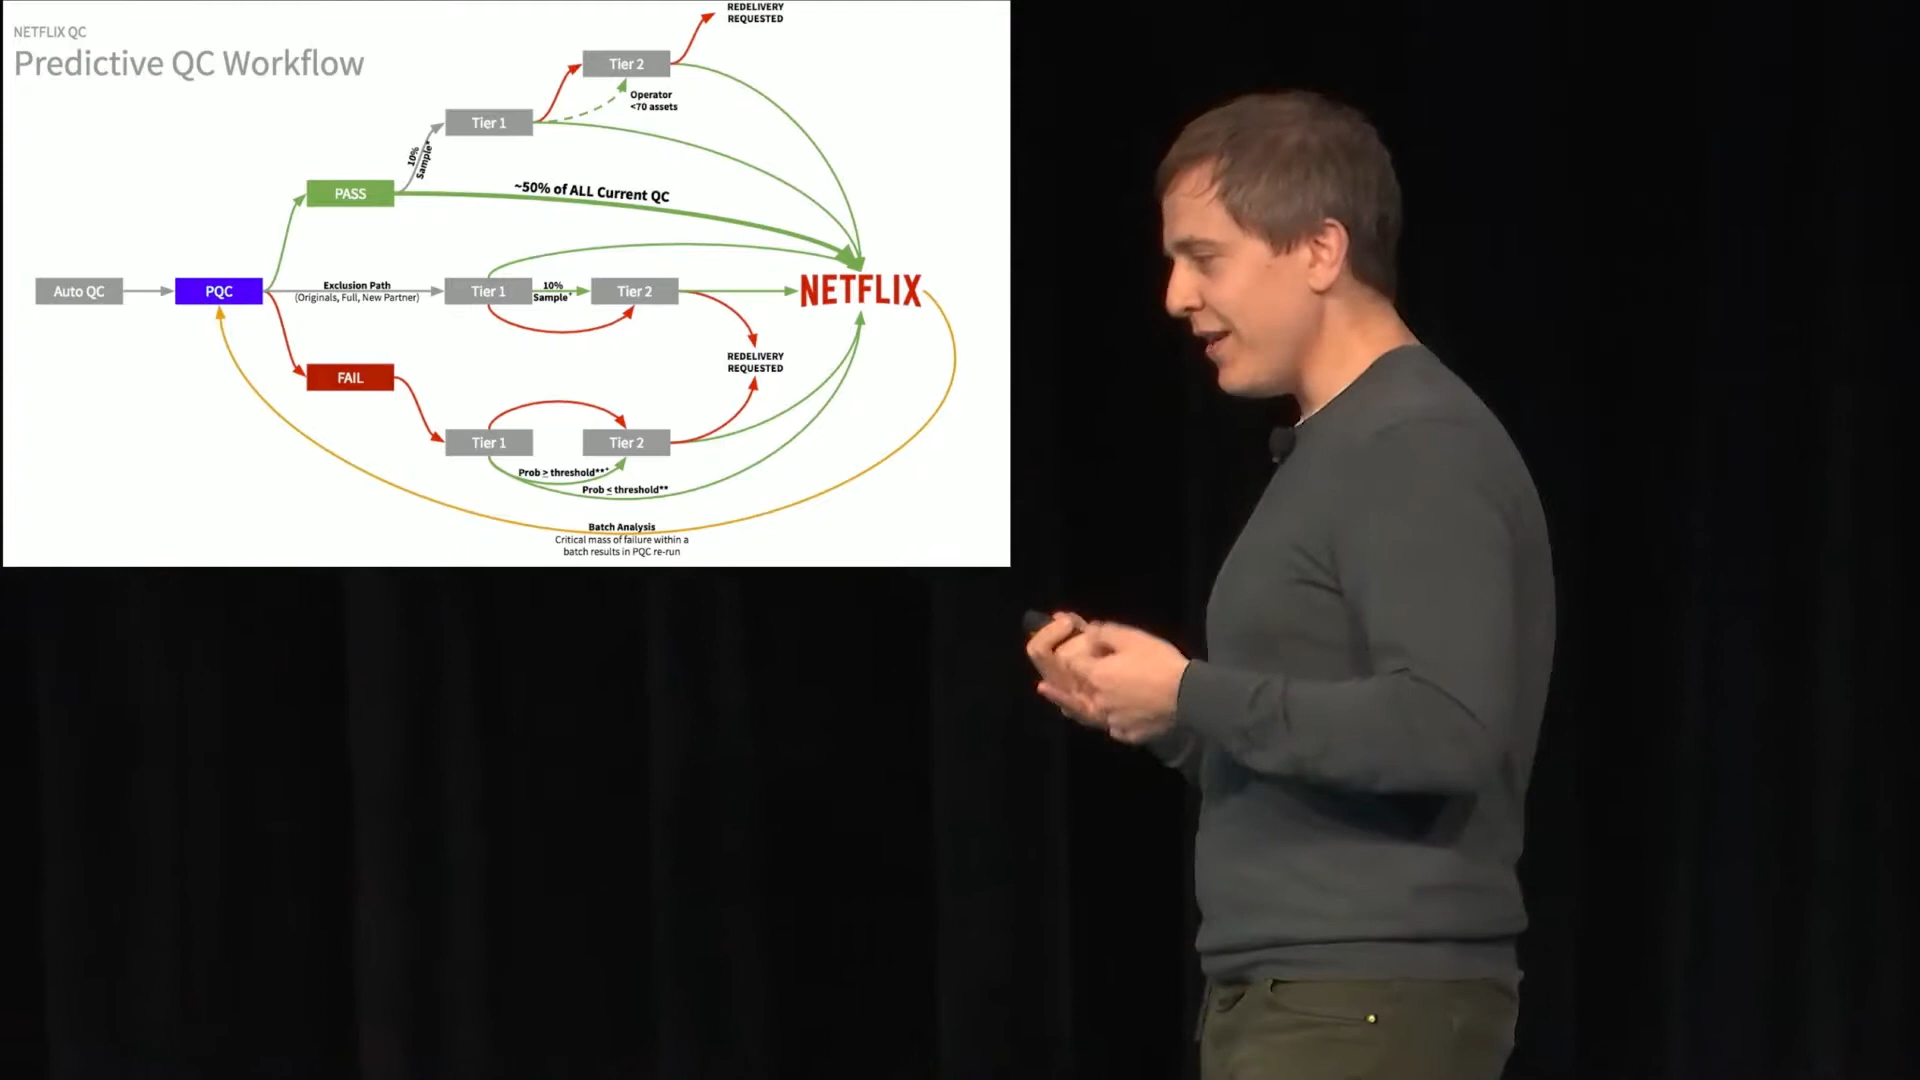 NETFLIX QC
Predictive QC Workflow
REDELIVERY
REQUESTED
Tier 2
Operator
<70 assets
Tier 1
10%
Sample*
PASS
~50% of ALL Current QC
Auto QC
PQC
Exclusion Path
(Originals, Full, New Partner)
Tier 1
10%
Sample+
Tier 2
NETFLIX
REDELIVERY
REQUESTED
FAIL
Tier 1
Tier 2
Prob ≥ threshold**+
Prob ≤ threshold**
Batch Analysis
Critical mass of failure within a
batch results in PQC re-run